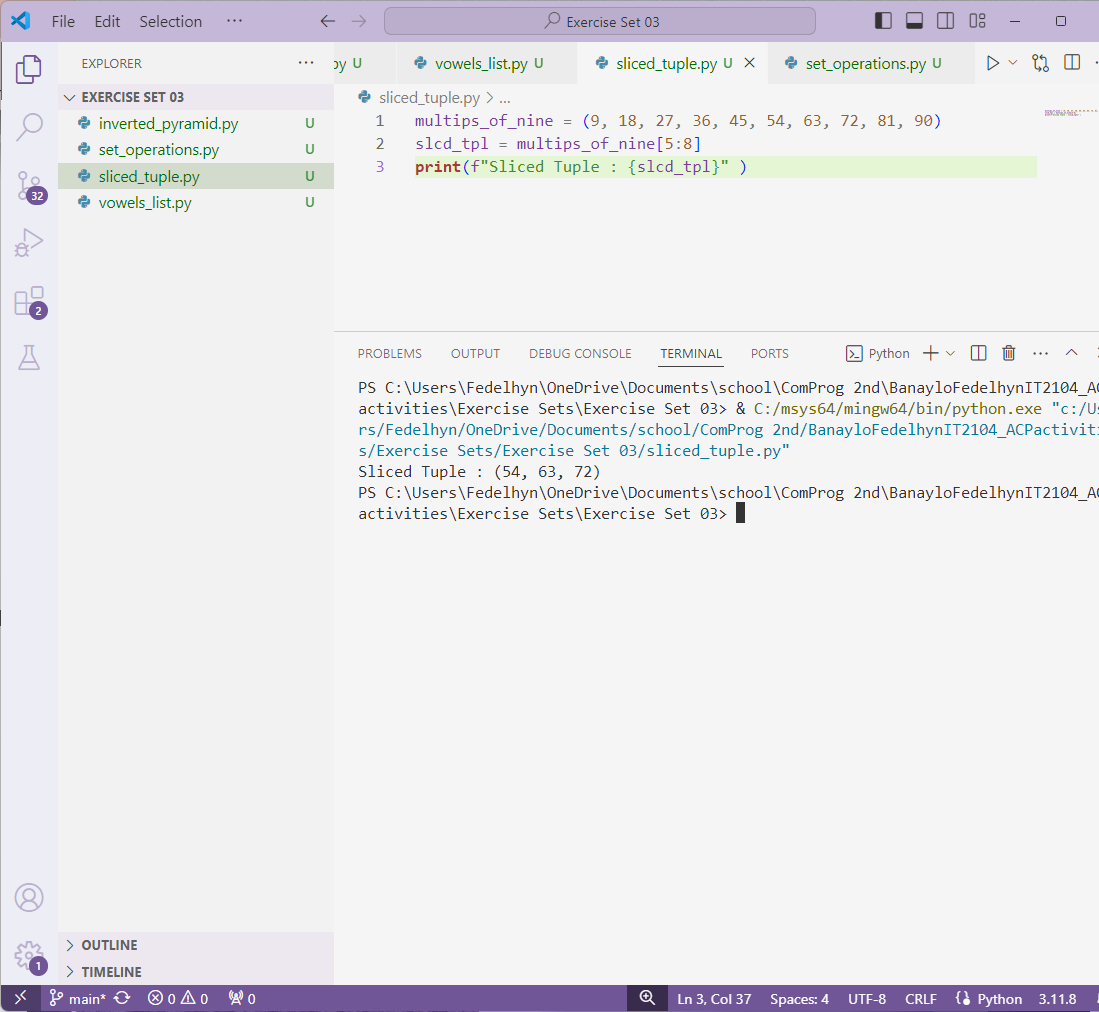 File Edit Selection ··· Exercise Set 03
EXPLORER ···
EXERCISE SET 03
inverted_pyramid.py U
set_operations.py U
sliced_tuple.py U
vowels_list.py U
32
2
1
OUTLINE
TIMELINE
py U vowels_list.py U sliced_tuple.py U set_operations.py U
sliced_tuple.py > ...
1 multips_of_nine = (9, 18, 27, 36, 45, 54, 63, 72, 81, 90)
2 slcd_tpl = multips_of_nine[5:8]
3 print(f"Sliced Tuple : {slcd_tpl}" )
PROBLEMS OUTPUT DEBUG CONSOLE TERMINAL PORTS Python ···
PS C:\Users\Fedelhyn\OneDrive\Documents\school\ComProg 2nd\BanayloFedelhynIT2104_AC
activities\Exercise Sets\Exercise Set 03> & C:/msys64/mingw64/bin/python.exe "c:/Us
rs/Fedelhyn/OneDrive/Documents/school/ComProg 2nd/BanayloFedelhynIT2104_ACPactiviti
s/Exercise Sets/Exercise Set 03/sliced_tuple.py"
Sliced Tuple : (54, 63, 72)
PS C:\Users\Fedelhyn\OneDrive\Documents\school\ComProg 2nd\BanayloFedelhynIT2104_AC
activities\Exercise Sets\Exercise Set 03>
main* 0 0 0 Ln 3, Col 37 Spaces: 4 UTF-8 CRLF Python 3.11.8